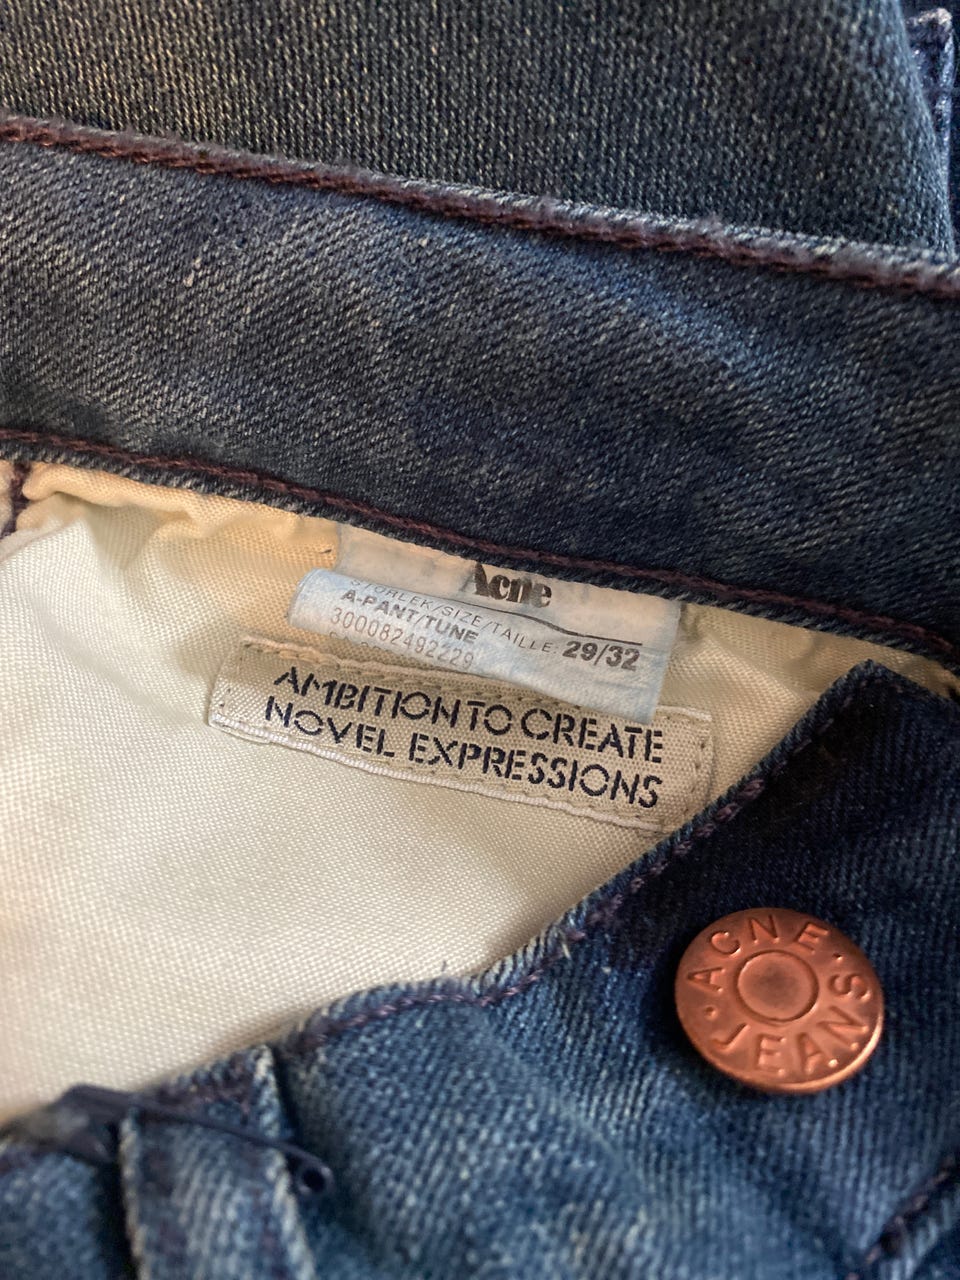 Acne
STORLEK/SIZE/TAILLE: 29/32
A-PANT/TUNE
300082492229
AMBITION TO CREATE
NOVEL EXPRESSIONS
ACNE
JEANS